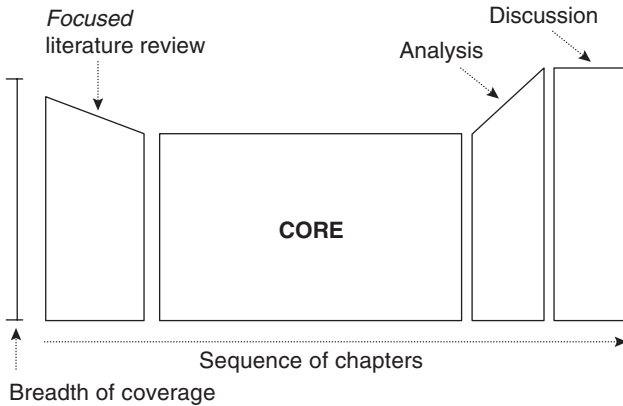 Focused
literature review
Analysis
Discussion
CORE
Sequence of chapters
Breadth of coverage